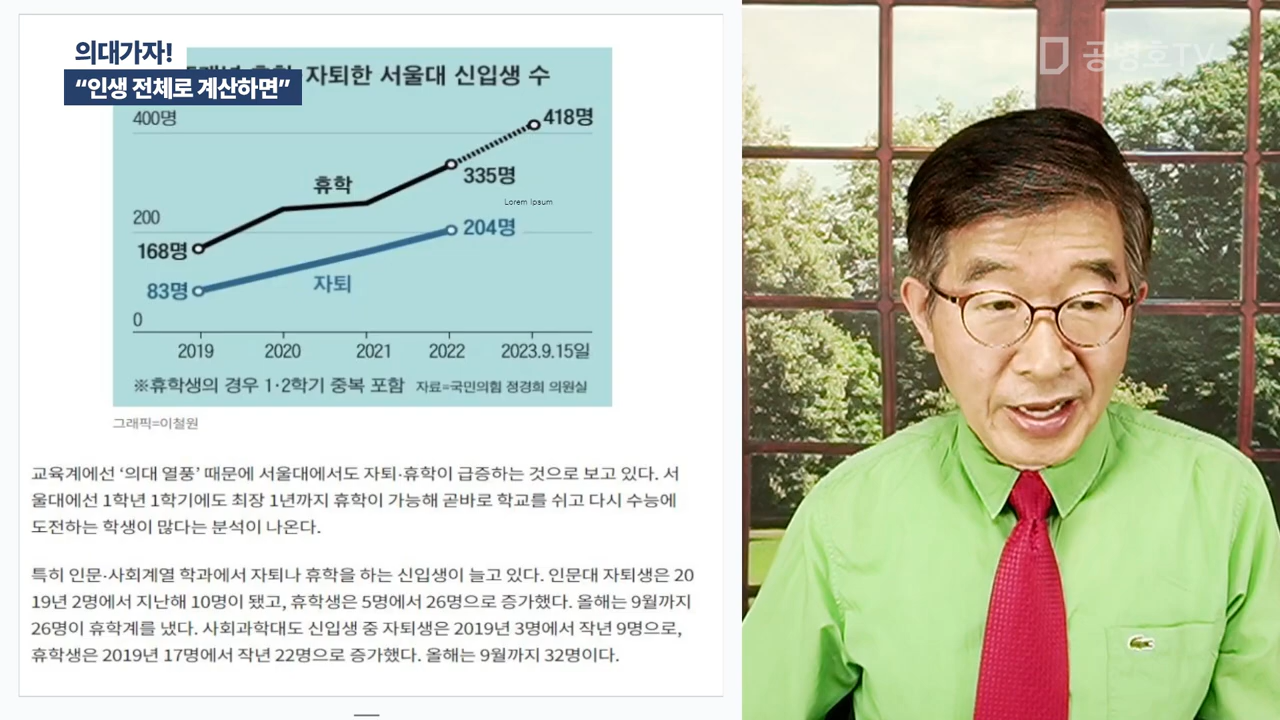 의대가자!
“인생 전체로 계산하면”
자퇴한 서울대 신입생 수
400명
418명
휴학
335명
Lorem Ipsum
200
204명
168명
83명
자퇴
0
2019 2020 2021 2022 2023.9.15일
※휴학생의 경우 1·2학기 중복 포함 자료=국민의힘 정경희 의원실
그래픽=이철원
교육계에선 ‘의대 열풍’ 때문에 서울대에서도 자퇴·휴학이 급증하는 것으로 보고 있다. 서
울대에선 1학년 1학기에도 최장 1년까지 휴학이 가능해 곧바로 학교를 쉬고 다시 수능에
도전하는 학생이 많다는 분석이 나온다.
특히 인문·사회계열 학과에서 자퇴나 휴학을 하는 신입생이 늘고 있다. 인문대 자퇴생은 20
19년 2명에서 지난해 10명이 됐고, 휴학생은 5명에서 26명으로 증가했다. 올해는 9월까지
26명이 휴학계를 냈다. 사회과학대도 신입생 중 자퇴생은 2019년 3명에서 작년 9명으로,
휴학생은 2019년 17명에서 작년 22명으로 증가했다. 올해는 9월까지 32명이다.
공병호TV